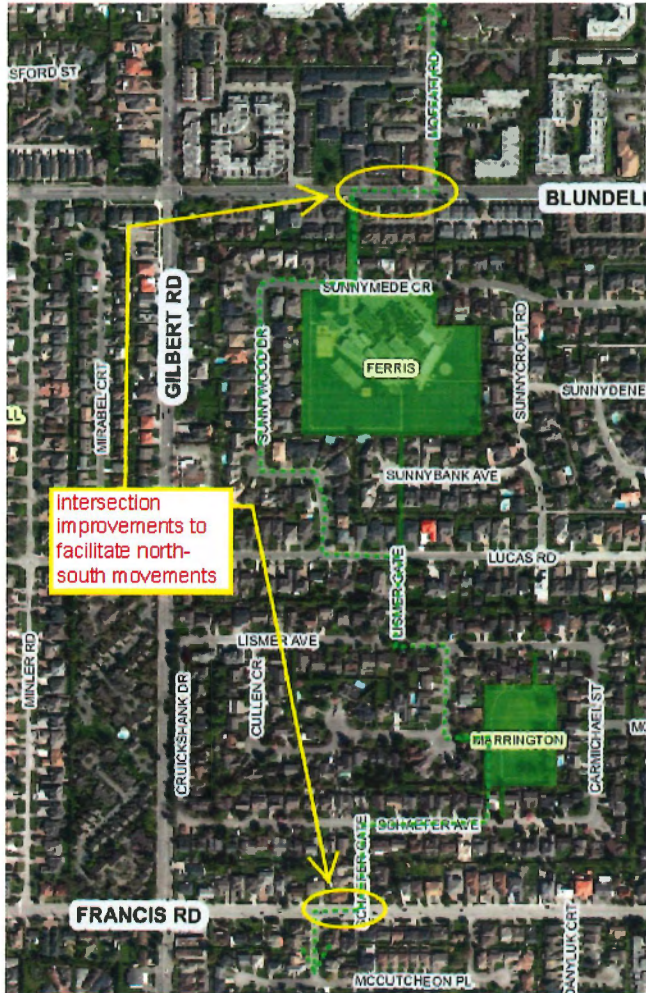 SFORD ST
MOFFATT RD
BLUNDELL
GILBERT RD
SUNNYMEDE CR
FERRIS
SUNNYWOOD DR
SUNNYCROFT RD
MIRABEL CRT
SUNNYDENE
SUNNYBANK AVE
intersection
improvements to
facilitate north-
south movements
LUCAS RD
LISMER GATE
LISMER AVE
MINLER RD
CRUICKSHANK DR
CULLEN CR
MARRINGTON
CARMICHAEL ST
SCHAEFER AVE
SCHAEFER GATE
FRANCIS RD
DANYLUK CRT
MCCUTCHEON PL